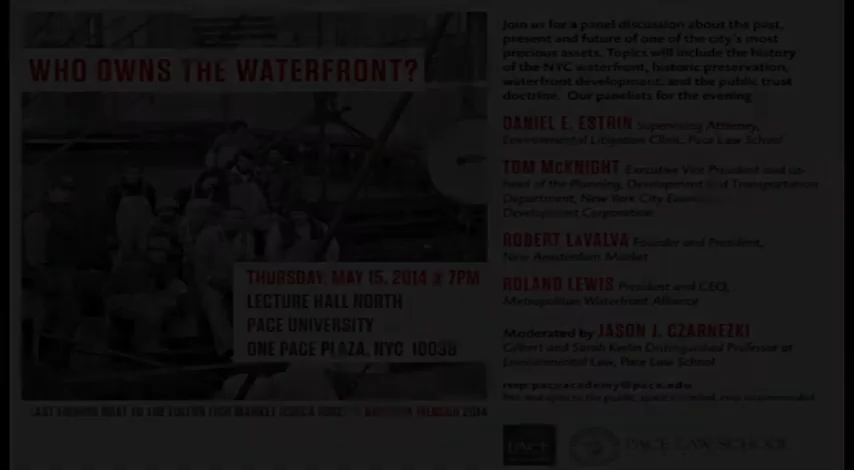 WHO OWNS THE WATERFRONT?
THURSDAY, MAY 15, 2014 @ 7PM
LECTURE HALL NORTH
PACE UNIVERSITY
ONE PACE PLAZA, NYC 10038
Join us for a panel discussion about the past,
present and future of one of the city's most
precious assets. Topics will include the history
of the NYC waterfront, historic preservation,
waterfront development, and the public trust
doctrine. Our panelists for the evening
DANIEL E. ESTRIN Supervising Attorney,
Environmental Litigation Clinic, Pace Law School
TOM McKNIGHT Executive Vice President and co-
head of the Planning, Development and Transportation
Department, New York City Economic
Development Corporation
ROBERT LaVALVA Founder and President,
New Amsterdam Market
ROLAND LEWIS President and CEO,
Metropolitan Waterfront Alliance
Moderated by JASON J. CZARNEZKI
Gilbert and Sarah Kerlin Distinguished Professor of
Environmental Law, Pace Law School
rsvp:paceacademy@pace.edu
PACE LAW SCHOOL